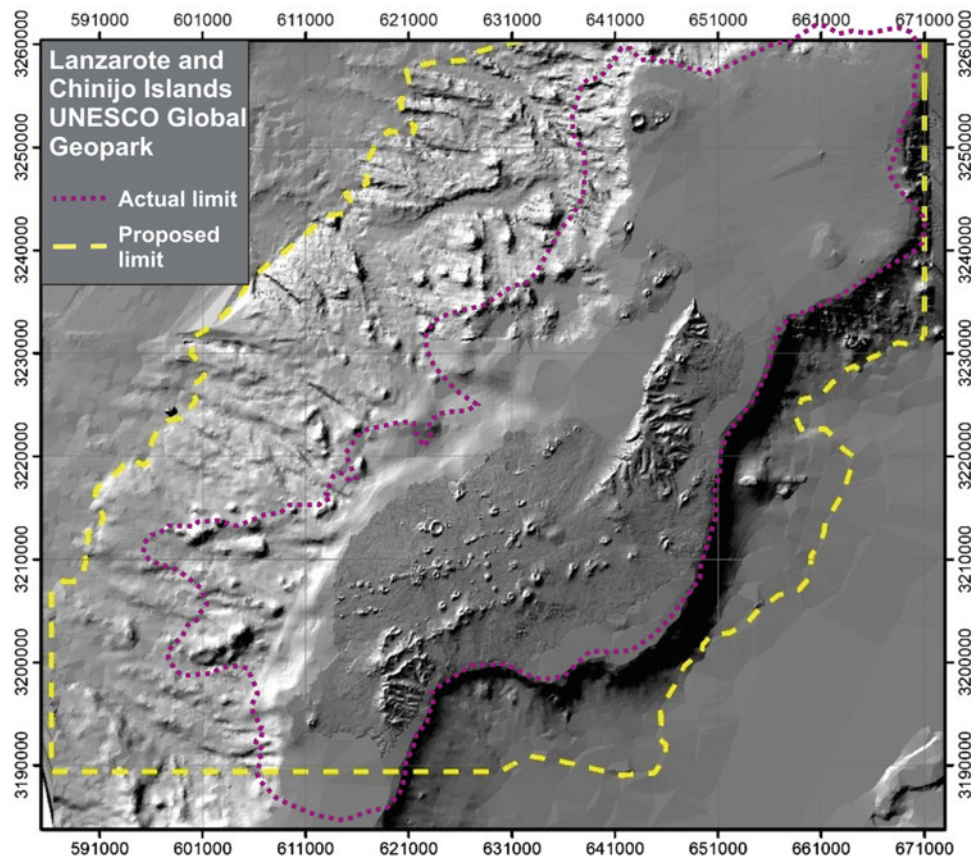 591000 601000 611000 621000 631000 641000 651000 661000 671000
3260000
3250000
3240000
3230000
3220000
3210000
3200000
3190000
Lanzarote and
Chinijo Islands
UNESCO Global
Geopark
Actual limit
Proposed
limit
3260000
3250000
3240000
3230000
3220000
3210000
3200000
3190000
591000 601000 611000 621000 631000 641000 651000 661000 671000